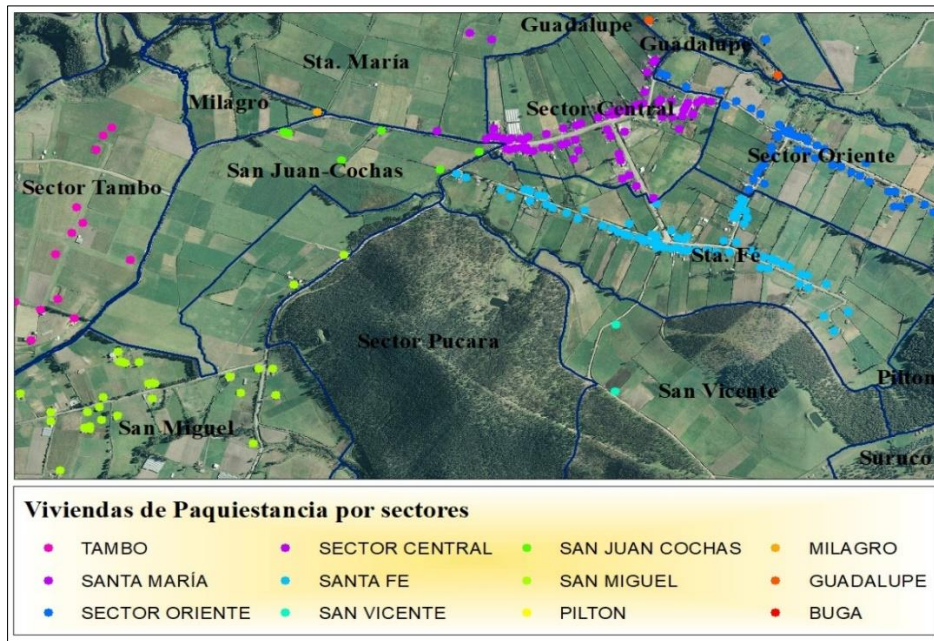 Guadalupe
Guadalupe
Sta. María
Milagro
Sector Central
Sector Oriente
San Juan-Cochas
Sector Tambo
Sta. Fe
Sector Pucara
San Vicente
Pilton
San Miguel
Suruco
Viviendas de Paquiestancia por sectores
TAMBO SECTOR CENTRAL SAN JUAN COCHAS MILAGRO
SANTA MARÍA SANTA FE SAN MIGUEL GUADALUPE
SECTOR ORIENTE SAN VICENTE PILTON BUGA